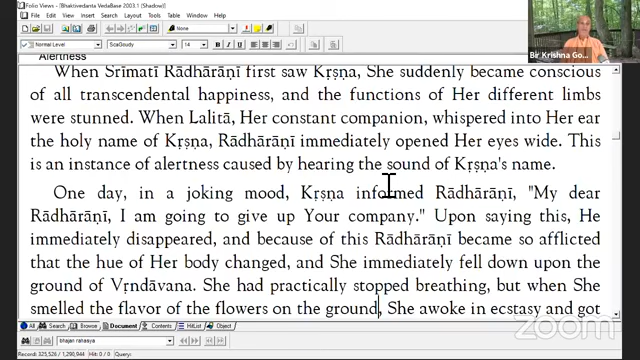 Folio Views - [Bhaktivedanta VedaBase 2003.1 (Shadow)]
File Edit View Search Insert Layout Tools Window Help
Normal Level
ScaGoudy
14
B I U
<None>
Alertness
Bir Krishna Go...
When Śrīmatī Rādhārāṇī first saw Kṛṣṇa, She suddenly became conscious
of all transcendental happiness, and the functions of Her different limbs
were stunned. When Lalitā, Her constant companion, whispered into Her ear
the holy name of Kṛṣṇa, Rādhārāṇī immediately opened Her eyes wide. This
is an instance of alertness caused by hearing the sound of Kṛṣṇa's name.
One day, in a joking mood, Kṛṣṇa informed Rādhārāṇī, "My dear
Rādhārāṇī, I am going to give up Your company." Upon saying this, He
immediately disappeared, and because of this Rādhārāṇī became so afflicted
that the hue of Her body changed, and She immediately fell down upon the
ground of Vṛndāvana. She had practically stopped breathing, but when She
smelled the flavor of the flowers on the ground, She awoke in ecstasy and got
All Search Browse Document Contents HitList Object
bhajan rahasya
Record: 325,526 / 1,290,944
zoom